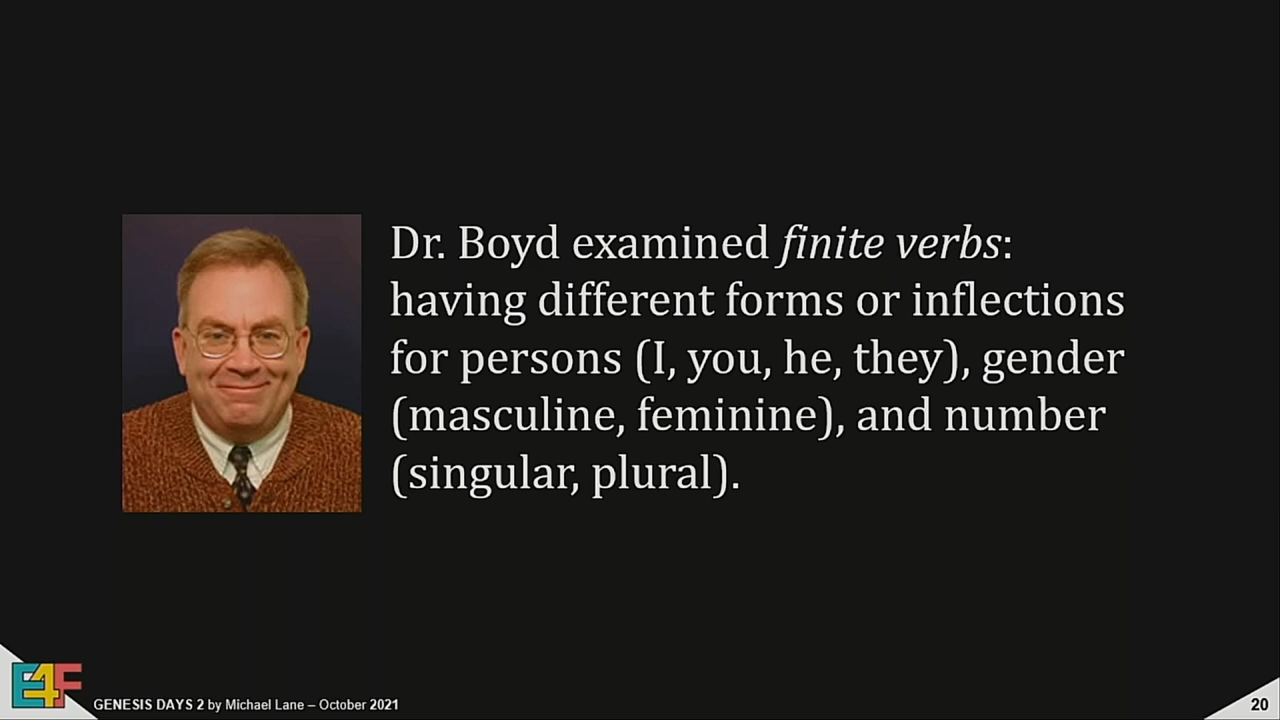 Dr. Boyd examined finite verbs:
having different forms or inflections
for persons (I, you, he, they), gender
(masculine, feminine), and number
(singular, plural).
E4F
GENESIS DAYS 2 by Michael Lane – October 2021
20